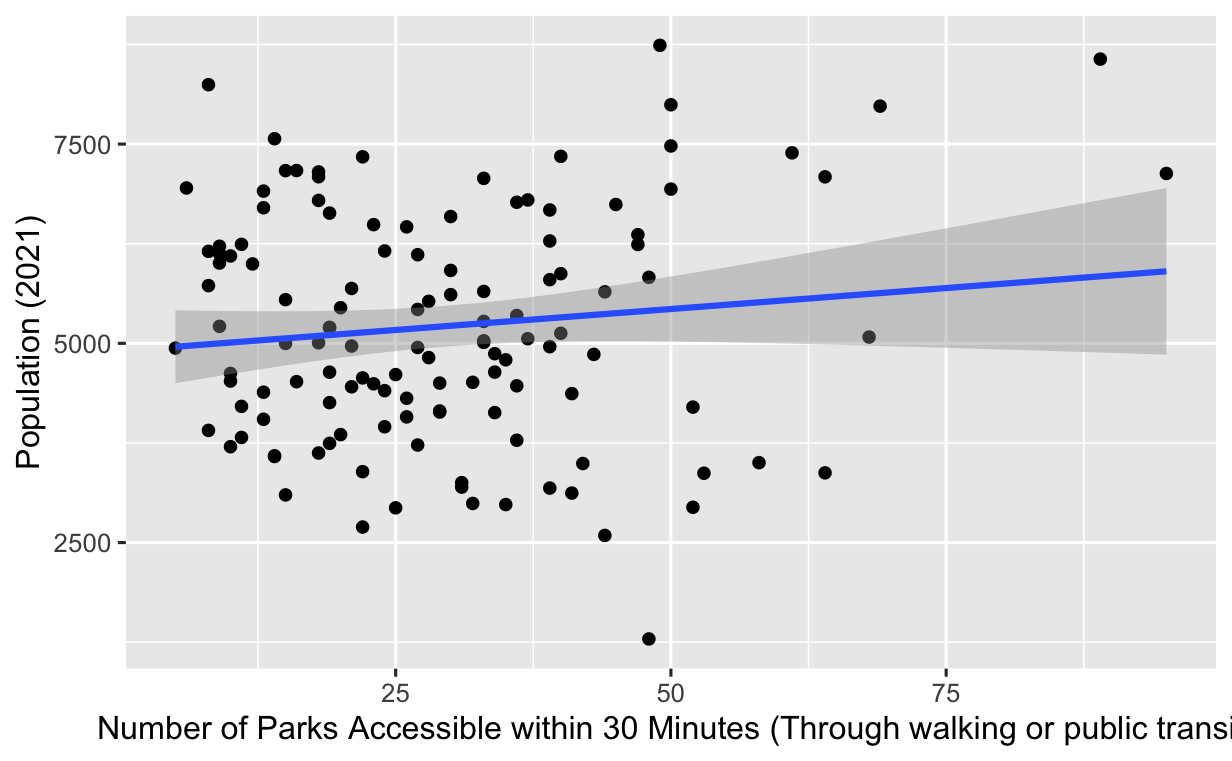 7500
5000
2500
Population (2021)
25 50 75
Number of Parks Accessible within 30 Minutes (Through walking or public transi